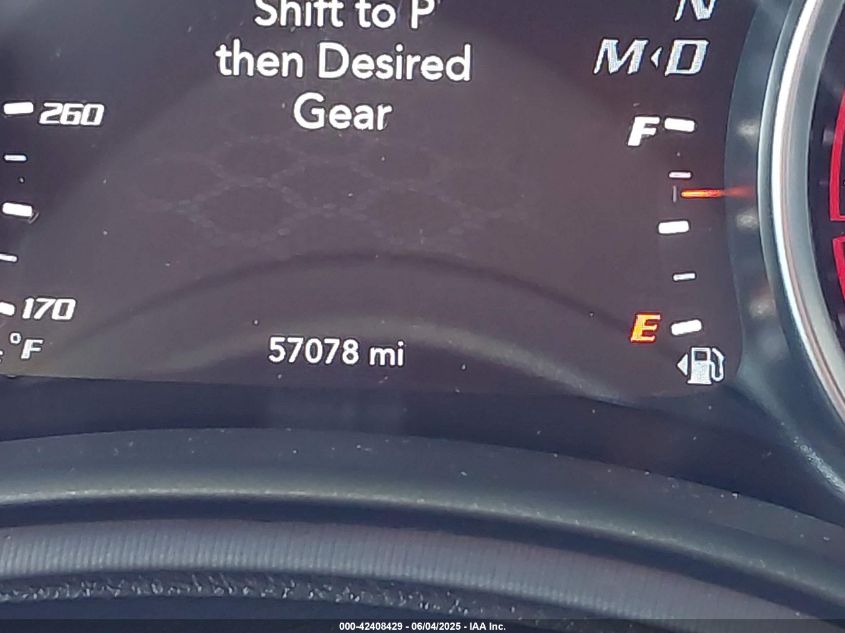 Shift to P
then Desired
Gear
N
M◂D
260
F
170
°F
E
57078 mi
000-42408429 - 06/04/2025 - IAA Inc.